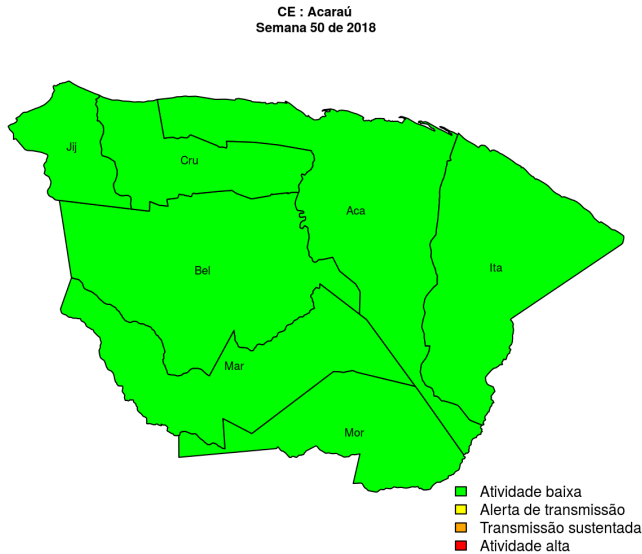 CE : Acaraú
Semana 50 de 2018
Jij
Cru
Aca
Bel
Ita
Mar
Mor
Atividade baixa
Alerta de transmissão
Transmissão sustentada
Atividade alta